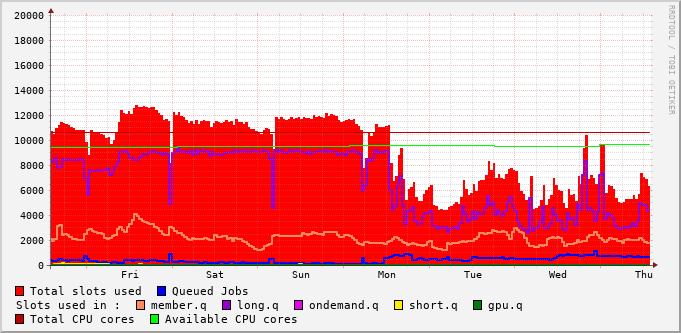 RRDTOOL / TOBI OETIKER
20000
18000
16000
14000
12000
10000
8000
6000
4000
2000
0
Fri Sat Sun Mon Tue Wed Thu
Total slots used Queued Jobs
Slots used in : member.q long.q ondemand.q short.q gpu.q
Total CPU cores Available CPU cores